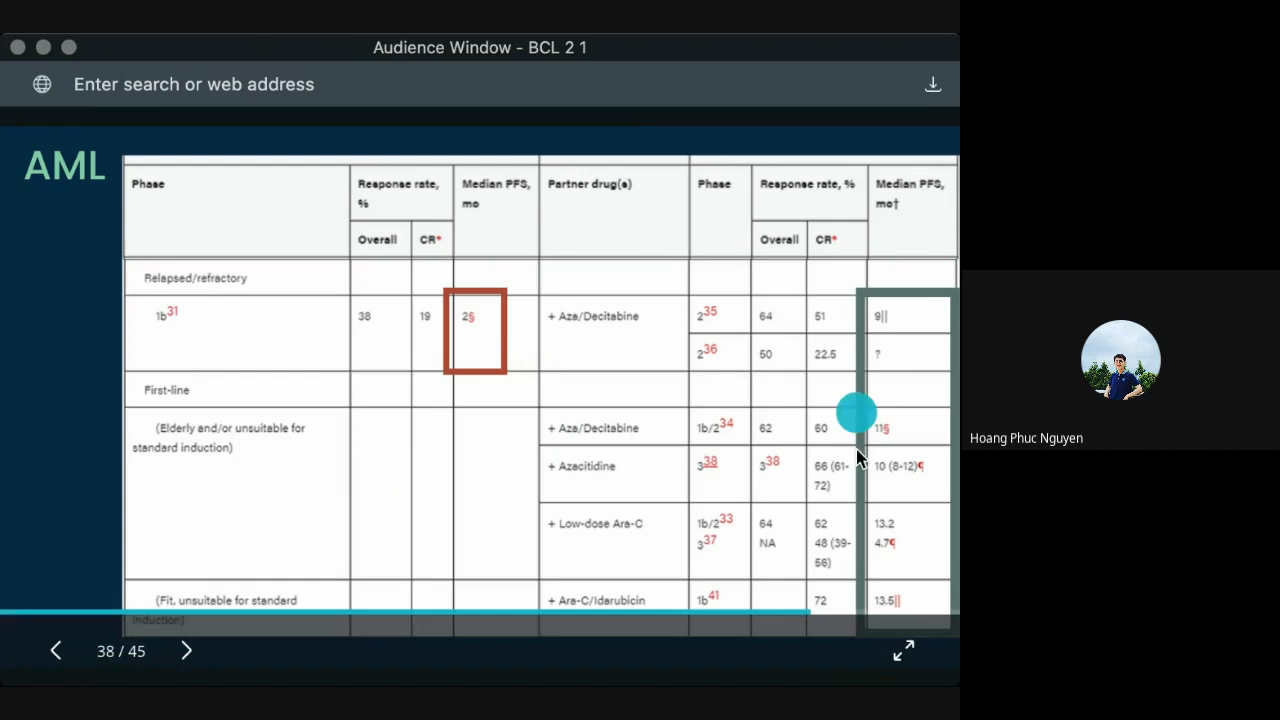 Audience Window - BCL 2 1
Enter search or web address
AML
Phase Response rate, % Median PFS, mo Partner drug(s) Phase Response rate, % Median PFS, mo†
Overall CR* Overall CR*
Relapsed/refractory
1b31 38 19 2§ + Aza/Decitabine 235 64 51 9||
236 50 22.5 ?
First-line
(Elderly and/or unsuitable for standard induction) + Aza/Decitabine 1b/234 62 60 11§
+ Azacitidine 338 338 66 (61-72) 10 (8-12)¶
+ Low-dose Ara-C 1b/233 64 62 13.2
337 NA 48 (39-56) 4.7¶
(Fit, unsuitable for standard induction) + Ara-C/Idarubicin 1b41 72 13.5||
38 / 45
Hoang Phuc Nguyen